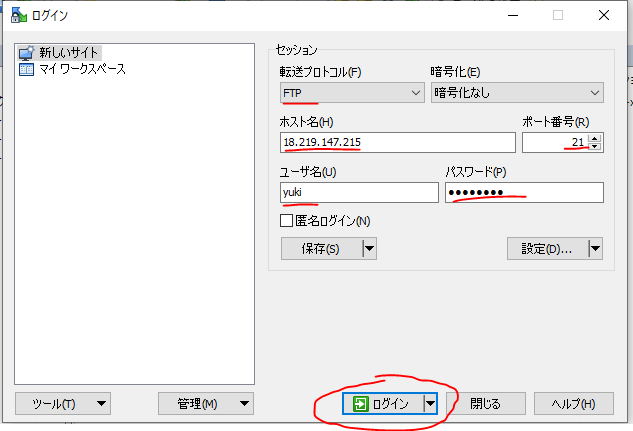 ログイン
新しいサイト
マイ ワークスペース
セッション
転送プロトコル(F)
暗号化(E)
FTP
暗号化なし
ホスト名(H)
ポート番号(R)
18.219.147.215
21
ユーザ名(U)
パスワード(P)
yuki
●●●●●●●●
匿名ログイン(N)
保存(S)
設定(D)...
ツール(T)
管理(M)
ログイン
閉じる
ヘルプ(H)